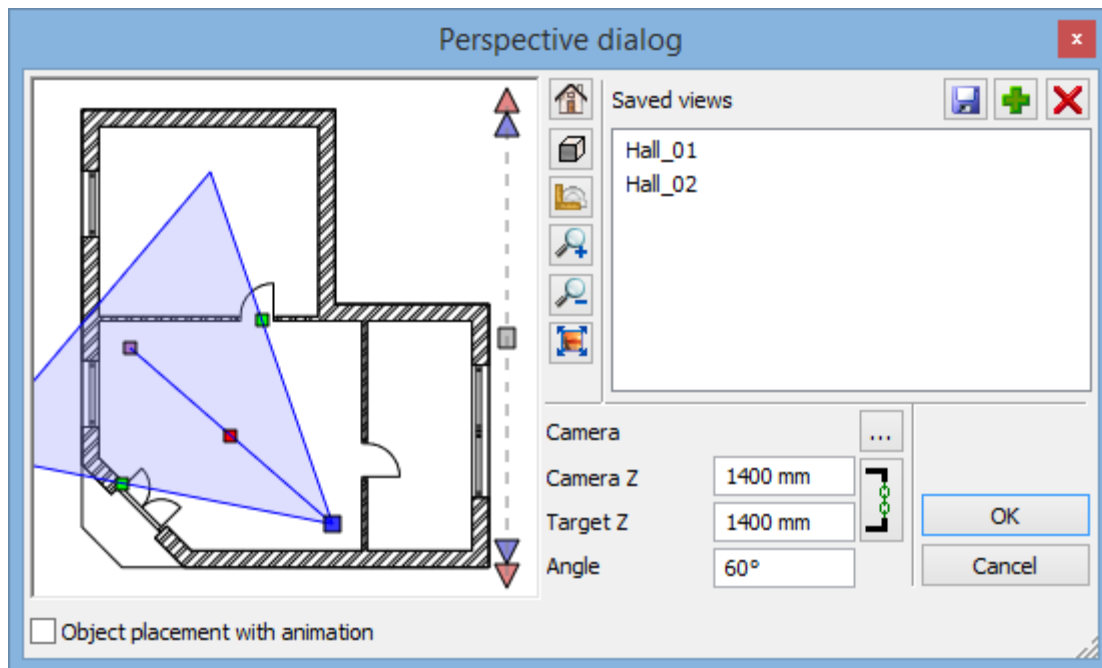 Perspective dialog
x
Saved views
Hall_01
Hall_02
Camera
...
Camera Z
1400 mm
Target Z
1400 mm
Angle
60°
OK
Cancel
Object placement with animation